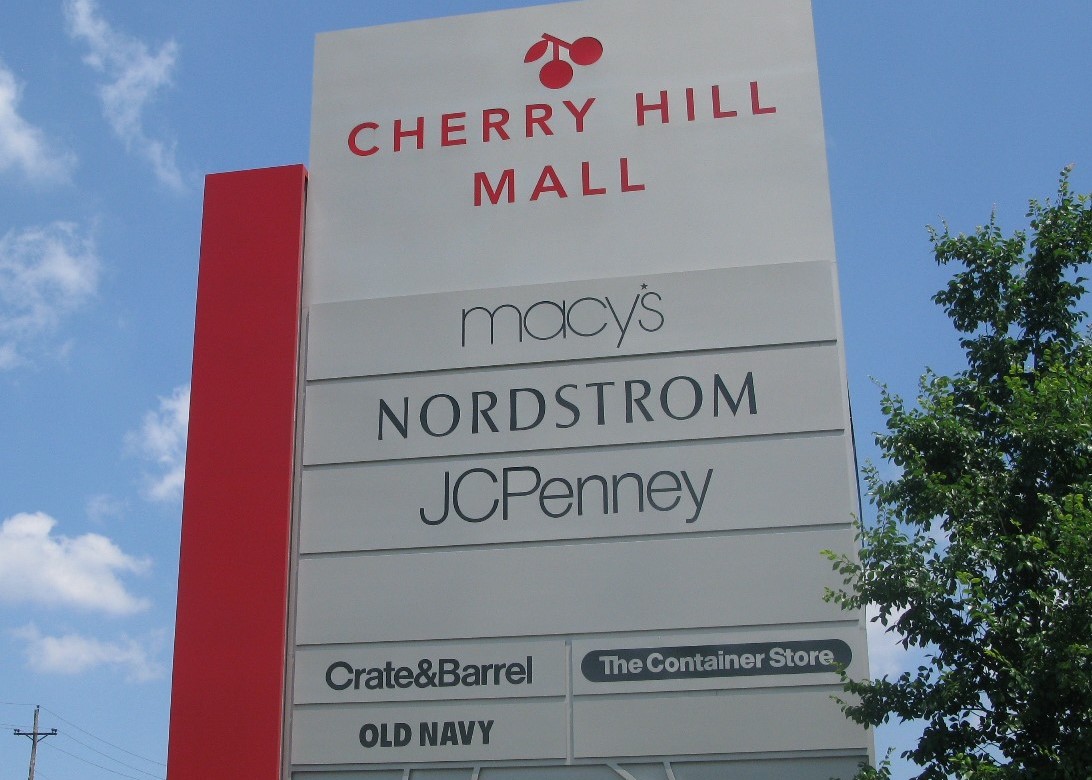 CHERRY HILL
MALL
macy's
NORDSTROM
JCPenney
Crate&Barrel
The Container Store
OLD NAVY